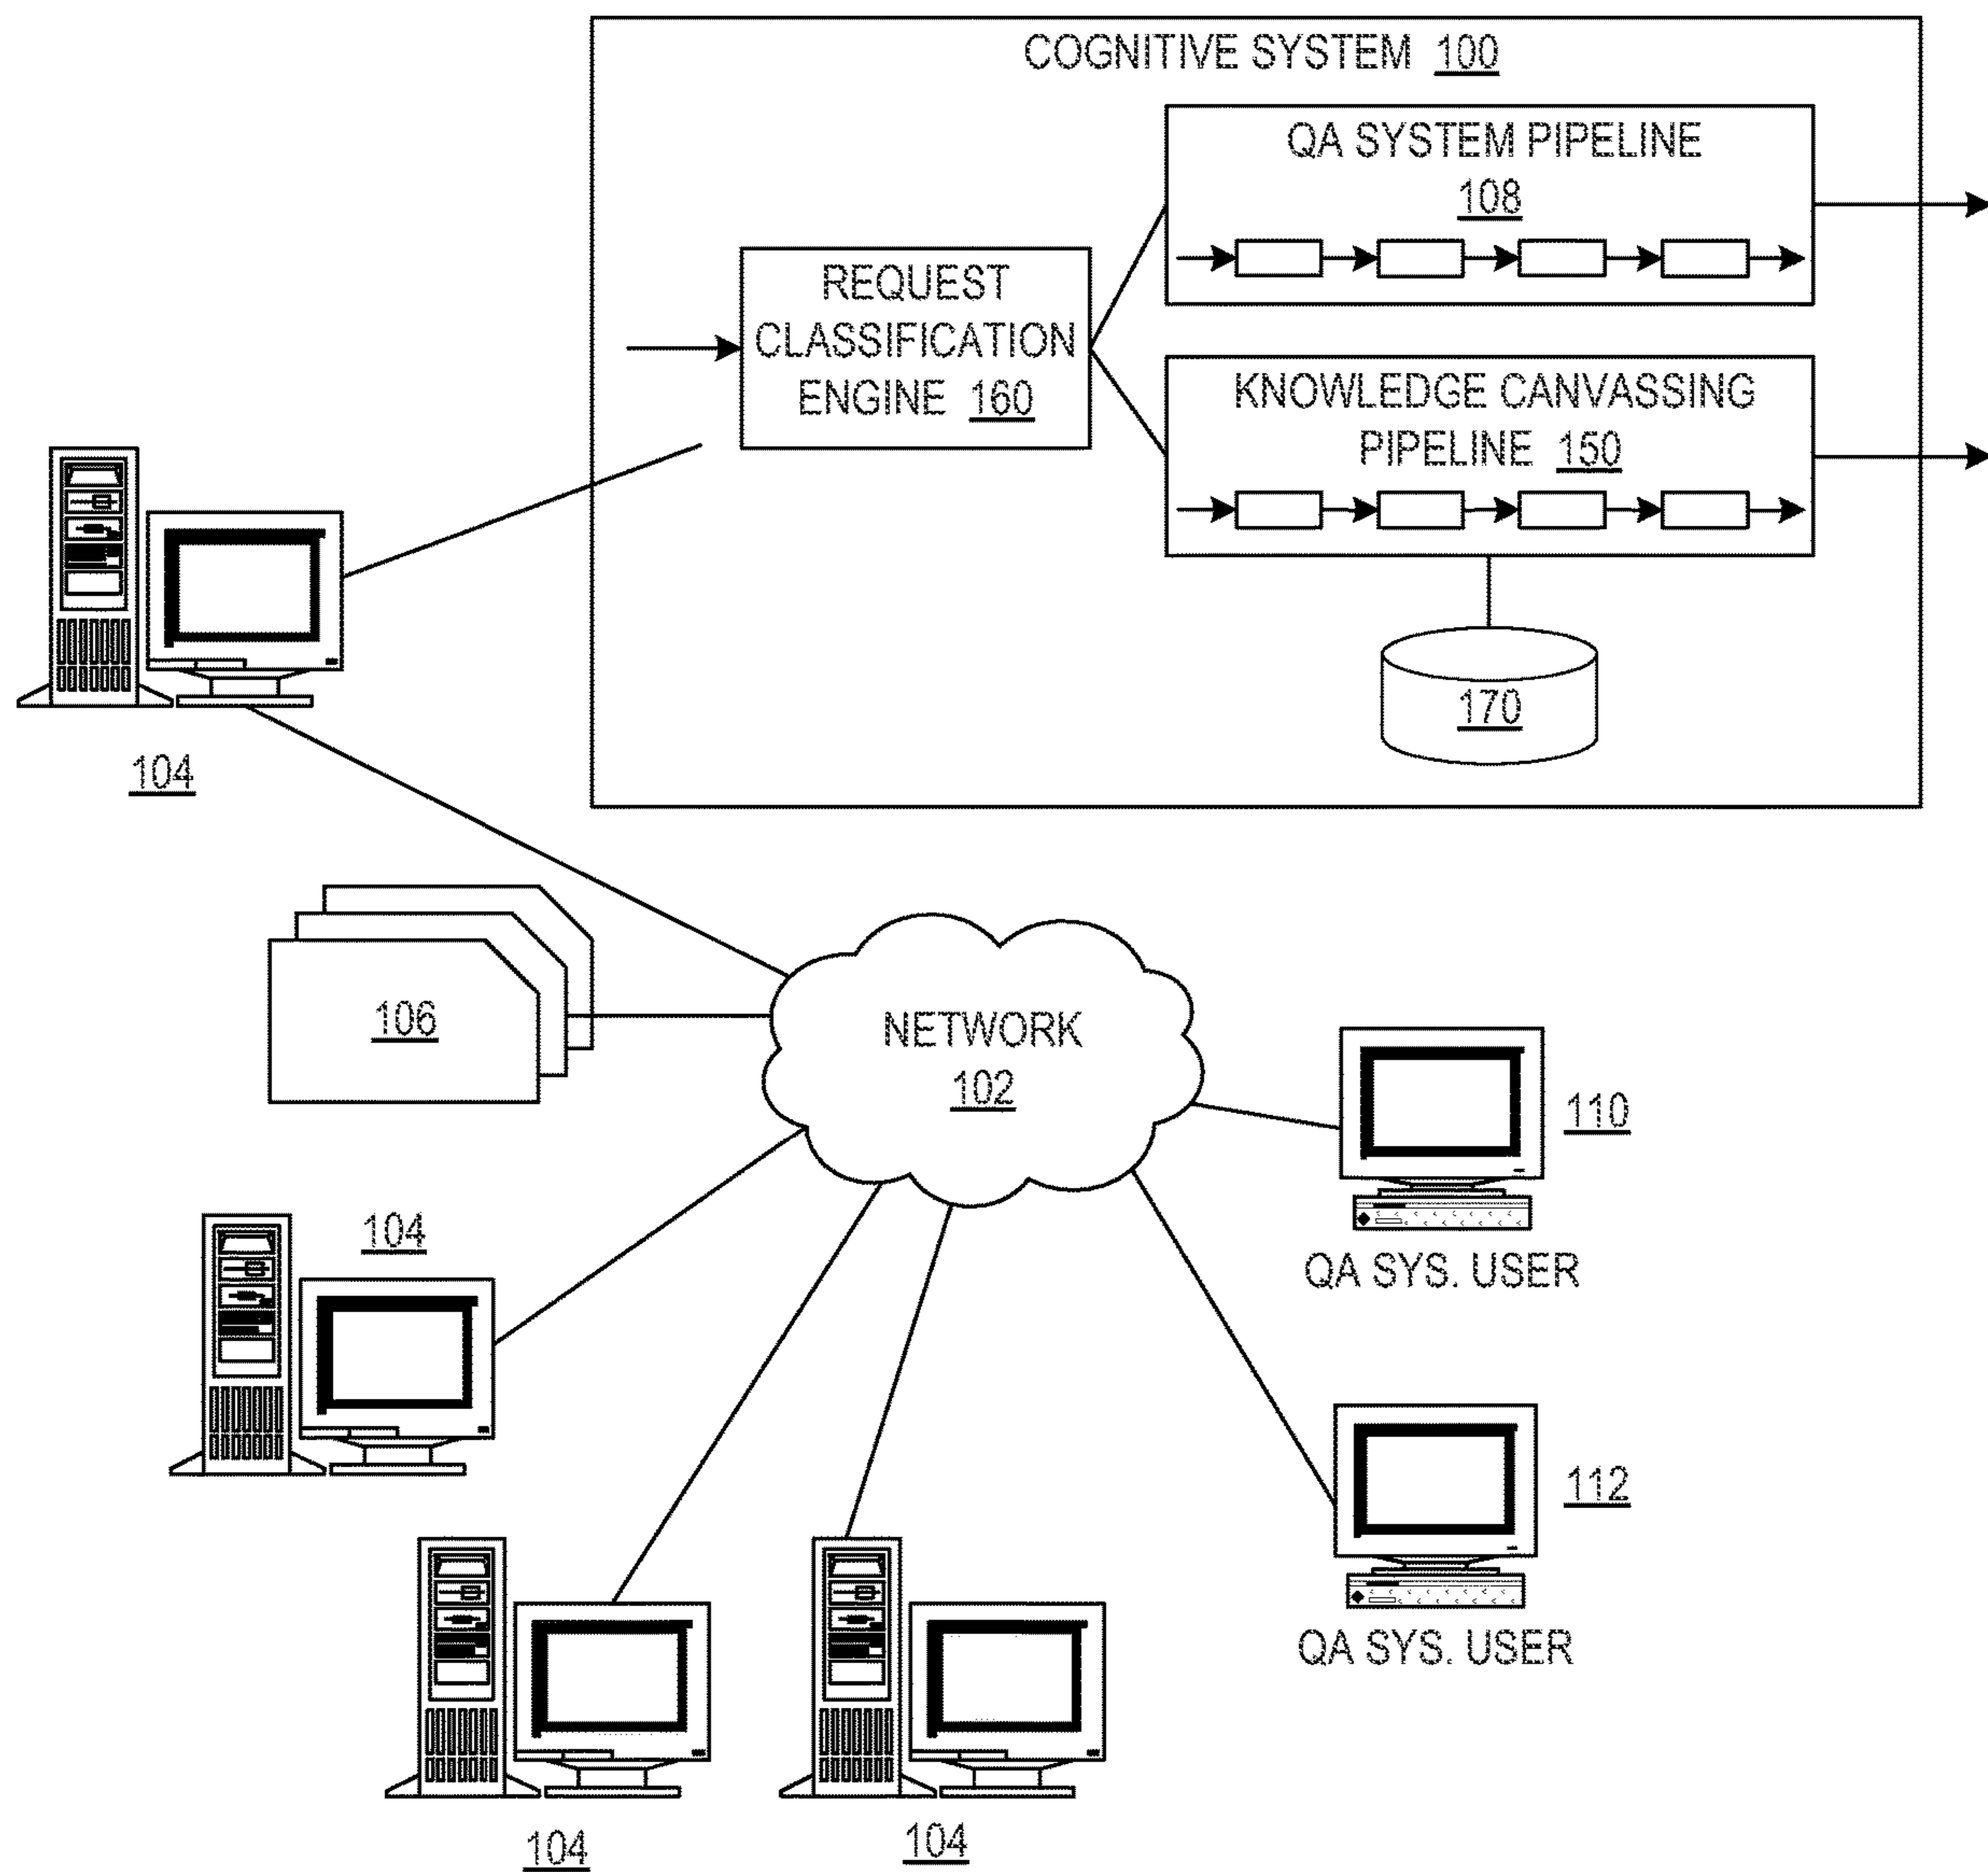 COGNITIVE SYSTEM 100
QA SYSTEM PIPELINE
108
REQUEST
CLASSIFICATION
ENGINE 160
KNOWLEDGE CANVASSING
PIPELINE 150
170
104
106
NETWORK
102
110
QA SYS. USER
104
112
QA SYS. USER
104
104